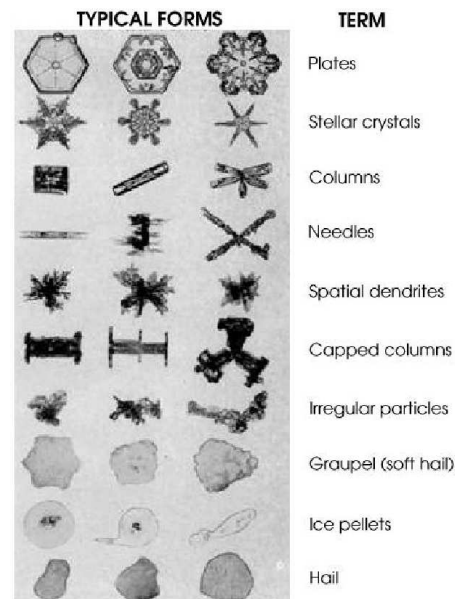 TYPICAL FORMS TERM
Plates
Stellar crystals
Columns
Needles
Spatial dendrites
Capped columns
Irregular particles
Graupel (soft hail)
Ice pellets
Hail